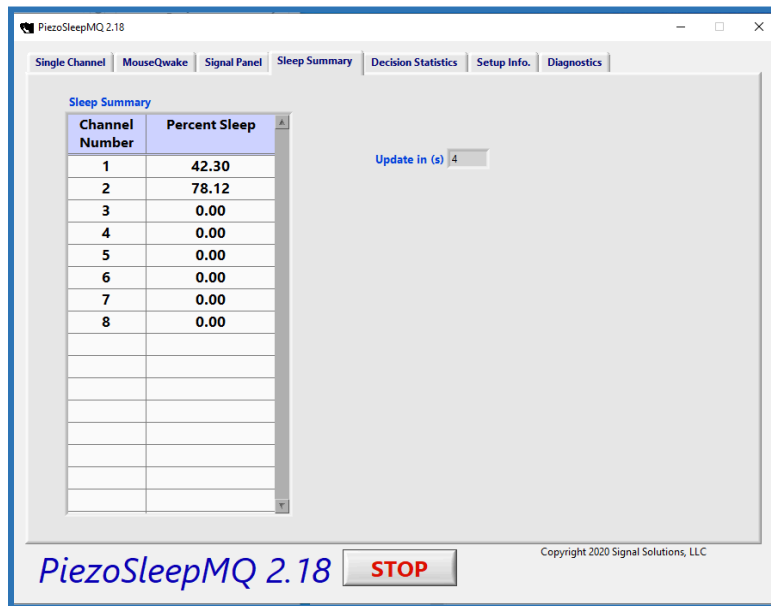 PiezoSleepMQ 2.18
Single Channel MouseQwake Signal Panel Sleep Summary Decision Statistics Setup Info. Diagnostics
Sleep Summary
Channel Number Percent Sleep
Update in (s) 4
1 42.30
2 78.12
3 0.00
4 0.00
5 0.00
6 0.00
7 0.00
8 0.00
Copyright 2020 Signal Solutions, LLC
PiezoSleepMQ 2.18 STOP